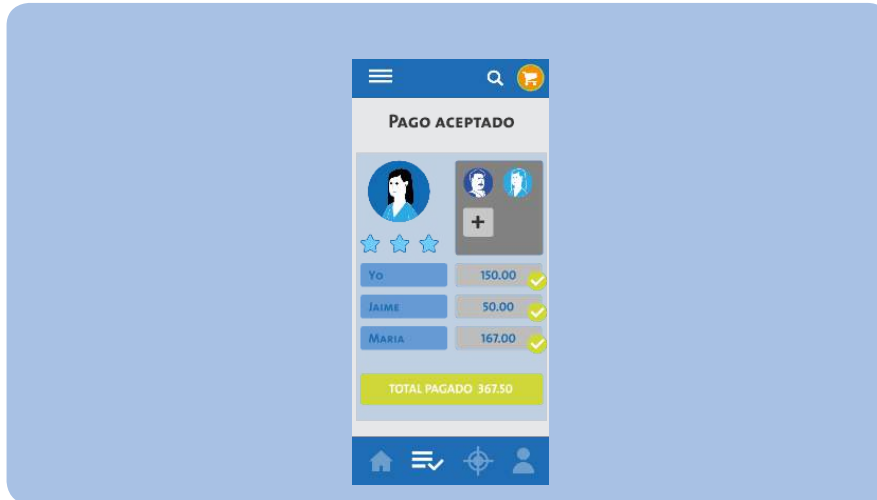 PAGO ACEPTADO
YO 150.00
JAIME 50.00
MARIA 167.00
TOTAL PAGADO 367.50